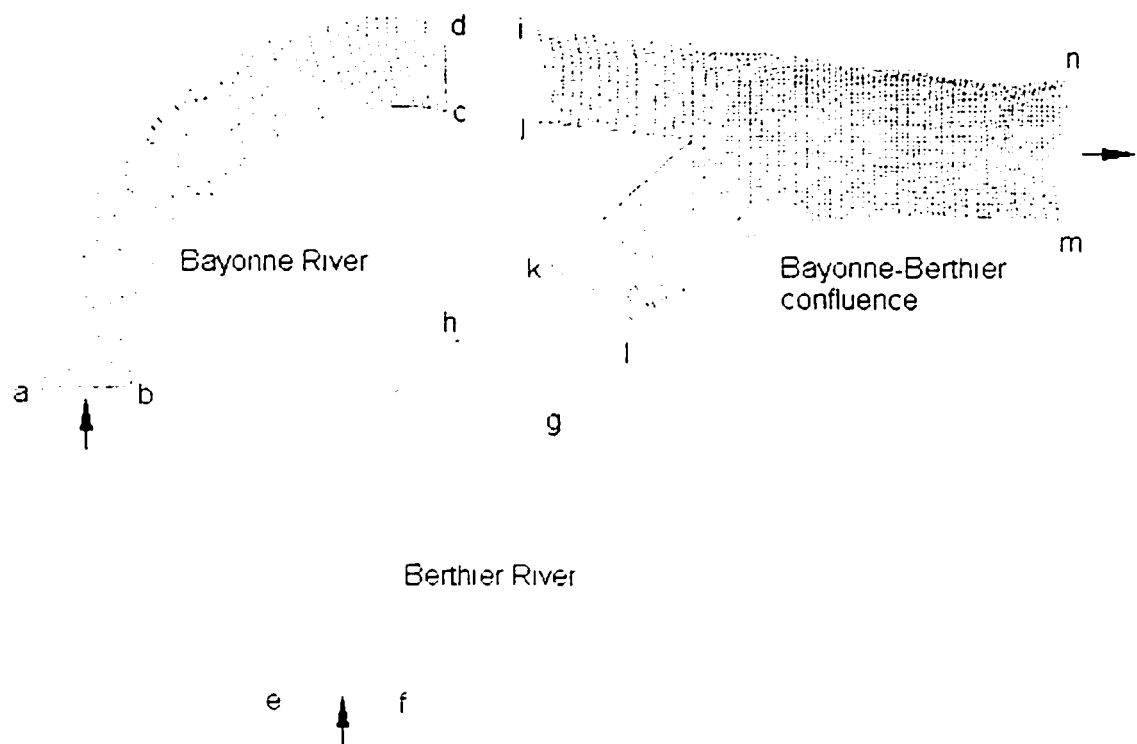 d
i
n
c
j
Bayonne River
k
Bayonne-Berthier
confluence
m
h
l
a
b
g
Berthier River
e
f